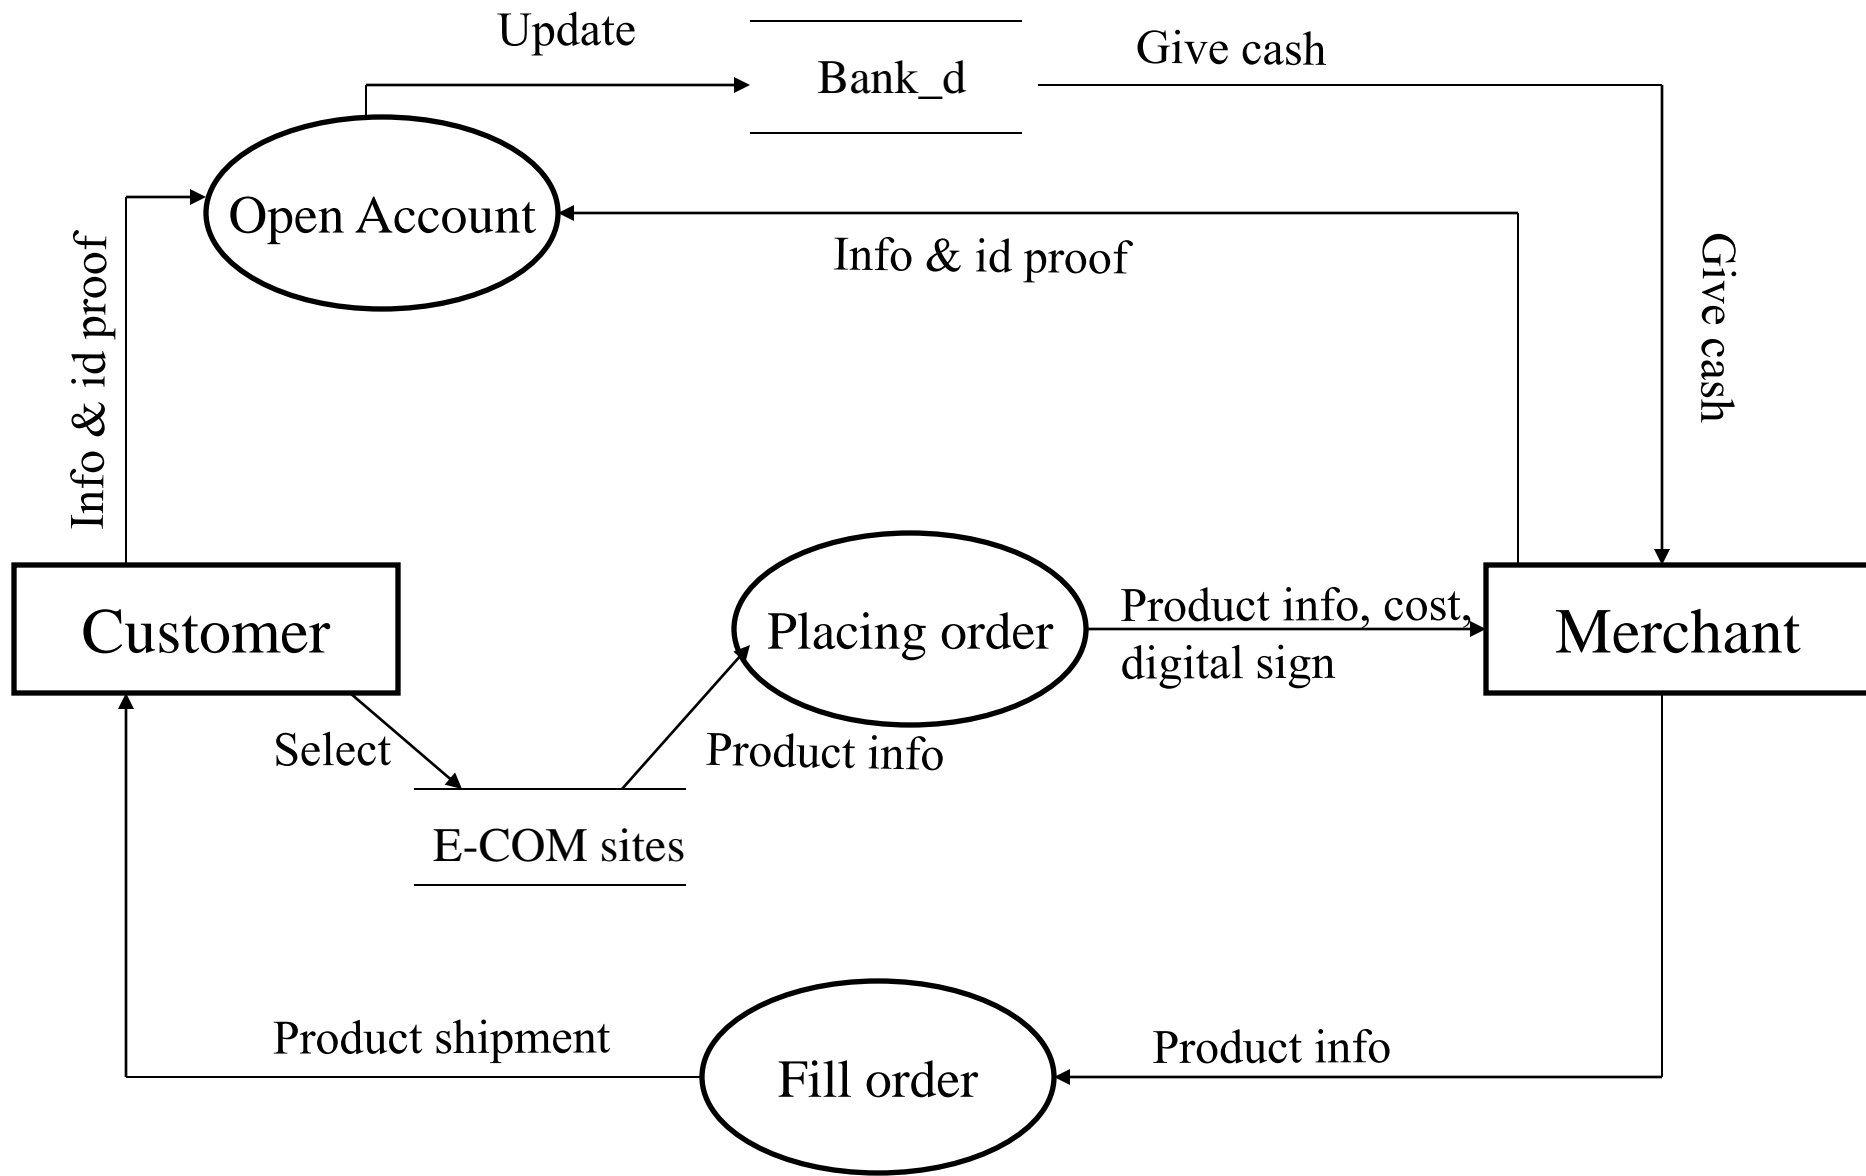 Update
Give cash
Bank_d
Open Account
Info & id proof
Info & id proof
Give cash
Customer
Placing order
Product info, cost,
digital sign
Merchant
Select
Product info
E-COM sites
Product shipment
Product info
Fill order